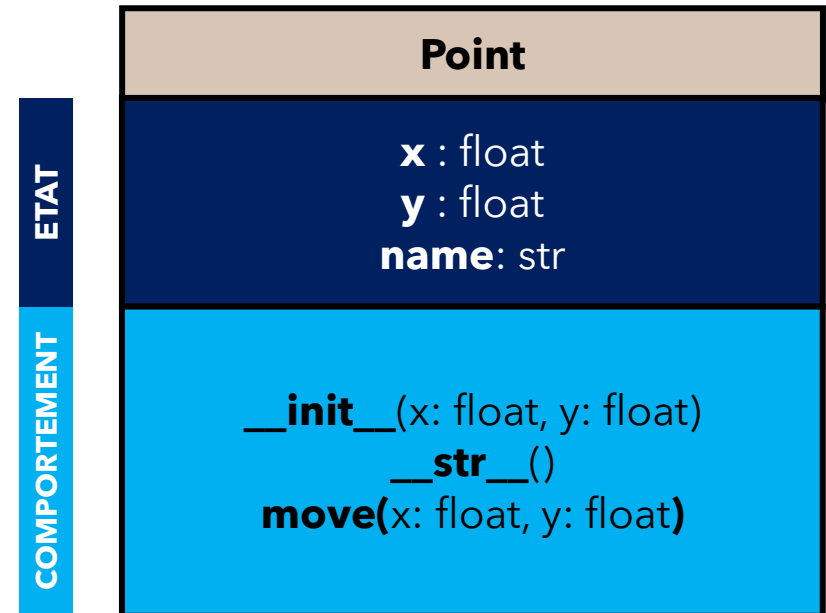 Point
ETAT
x : float
y : float
name: str
COMPORTEMENT
__init__(x: float, y: float)
__str__()
move(x: float, y: float)